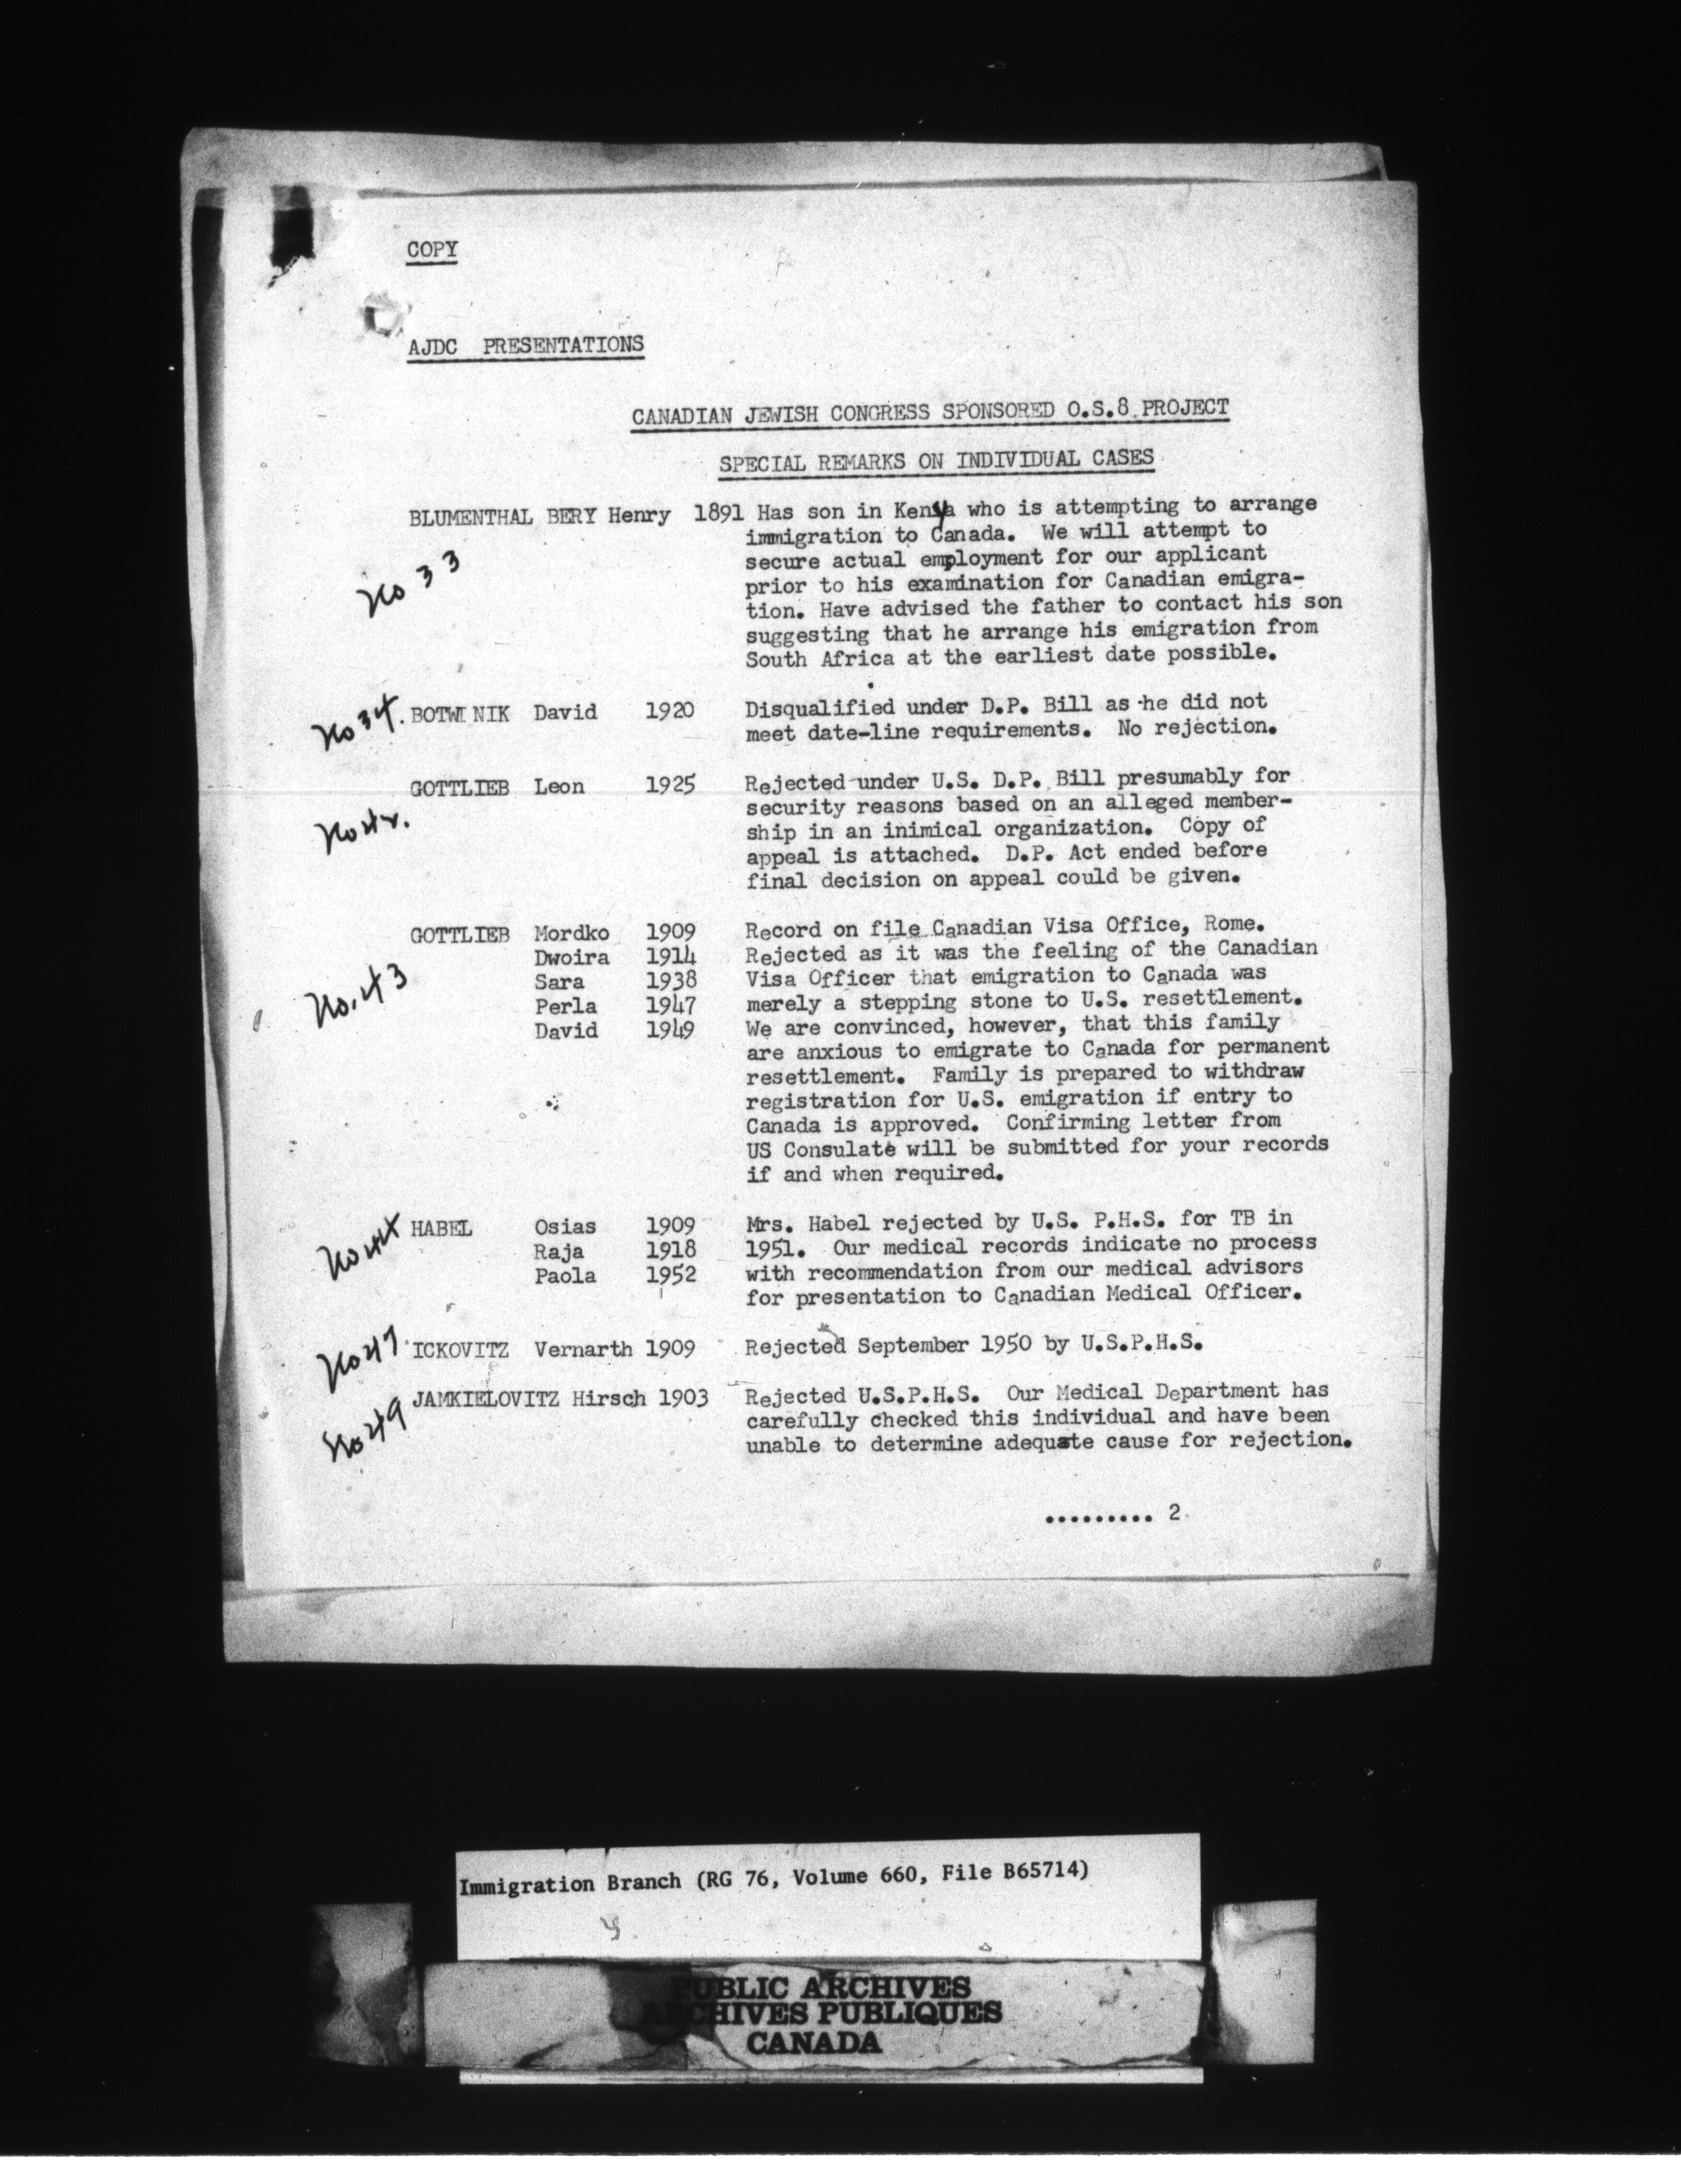 COPY
AJDC PRESENTATIONS
CANADIAN JEWISH CONGRESS SPONSORED O.S.8 PROJECT
SPECIAL REMARKS ON INDIVIDUAL CASES
BLUMENTHAL BERY Henry 1891 Has son in Kenya who is attempting to arrange
immigration to Canada. We will attempt to
secure actual employment for our applicant
No 33
prior to his examination for Canadian emigra-
tion. Have advised the father to contact his son
suggesting that he arrange his emigration from
South Africa at the earliest date possible.
No 34. BOTWINIK David 1920 Disqualified under D.P. Bill as he did not
meet date-line requirements. No rejection.
GOTTLIEB Leon 1925 Rejected under U.S. D.P. Bill presumably for
security reasons based on an alleged member-
No 42. ship in an inimical organization. Copy of
appeal is attached. D.P. Act ended before
final decision on appeal could be given.
GOTTLIEB Mordko 1909 Record on file Canadian Visa Office, Rome.
Dwoira 1914 Rejected as it was the feeling of the Canadian
Sara 1938 Visa Officer that emigration to Canada was
No. 43 Perla 1947 merely a stepping stone to U.S. resettlement.
David 1949 We are convinced, however, that this family
are anxious to emigrate to Canada for permanent
resettlement. Family is prepared to withdraw
registration for U.S. emigration if entry to
Canada is approved. Confirming letter from
US Consulate will be submitted for your records
if and when required.
No 44 HABEL Osias 1909 Mrs. Habel rejected by U.S. P.H.S. for TB in
Raja 1918 1951. Our medical records indicate no process
Paola 1952 with recommendation from our medical advisors
for presentation to Canadian Medical Officer.
No 47 ICKOVITZ Vernarth 1909 Rejected September 1950 by U.S.P.H.S.
No 49 JAMKIELOVITZ Hirsch 1903 Rejected U.S.P.H.S. Our Medical Department has
carefully checked this individual and have been
unable to determine adequate cause for rejection.
......... 2
Immigration Branch (RG 76, Volume 660, File B65714)
PUBLIC ARCHIVES
ARCHIVES PUBLIQUES
CANADA